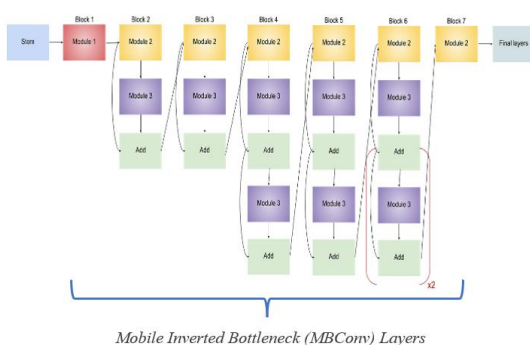 Block 1 Block 2 Block 3 Block 4 Block 5 Block 6 Block 7
Stem Module 1 Module 2 Module 2 Module 2 Module 2 Module 2 Module 2 Final layers
Module 3 Module 3 Module 3 Module 3 Module 3
Add Add Add Add Add
Module 3 Module 3 Module 3
Add Add Add
x2
Mobile Inverted Bottleneck (MBConv) Layers